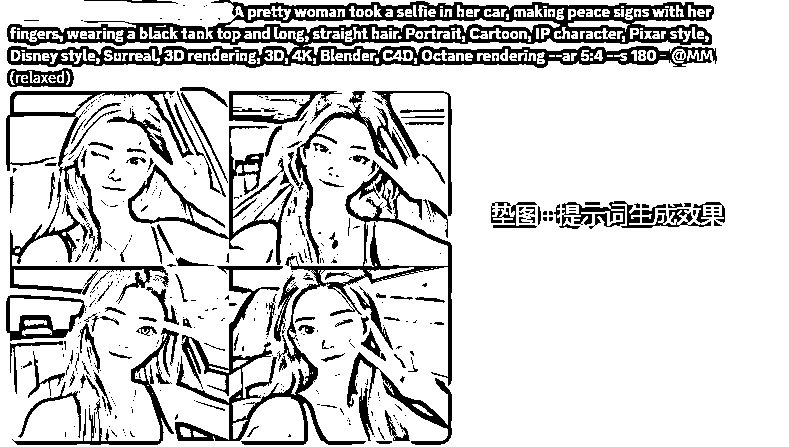 A pretty woman took a selfie in her car, making peace signs with her
fingers, wearing a black tank top and long, straight hair. Portrait, Cartoon, IP character, Pixar style,
Disney style, Surreal, 3D rendering, 3D, 4K, Blender, C4D, Octane rendering --ar 5:4 --s 180 - @MM
(relaxed)
垫图+提示词生成效果